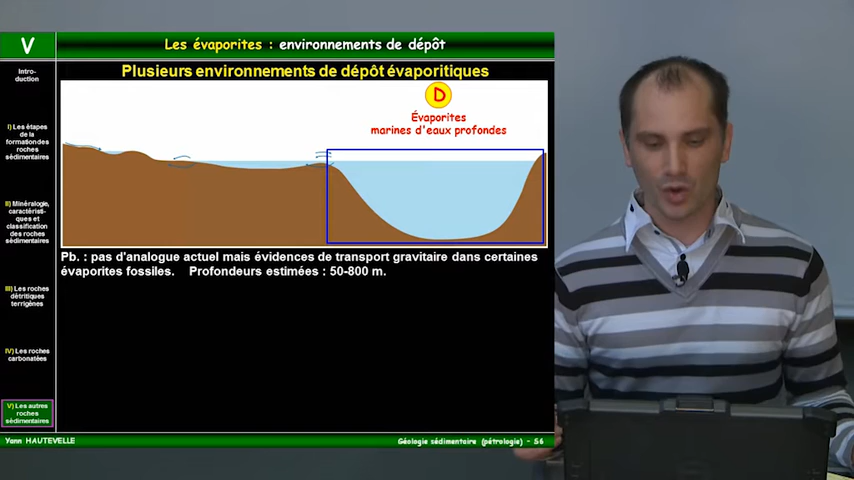 V
Les évaporites : environnements de dépôt
Intro-
duction
I) Les étapes
de la
formation des
roches
sédimentaires
II) Minéralogie,
caractéristi-
ques et
classification
des roches
sédimentaires
III) Les roches
détritiques
terrigènes
IV) Les roches
carbonatées
V) Les autres
roches
sédimentaires
Plusieurs environnements de dépôt évaporitiques
D
Évaporites
marines d'eaux profondes
Pb. : pas d'analogue actuel mais évidences de transport gravitaire dans certaines
évaporites fossiles. Profondeurs estimées : 50-800 m.
Yann HAUTEVELLE
Géologie sédimentaire (pétrologie) - 56